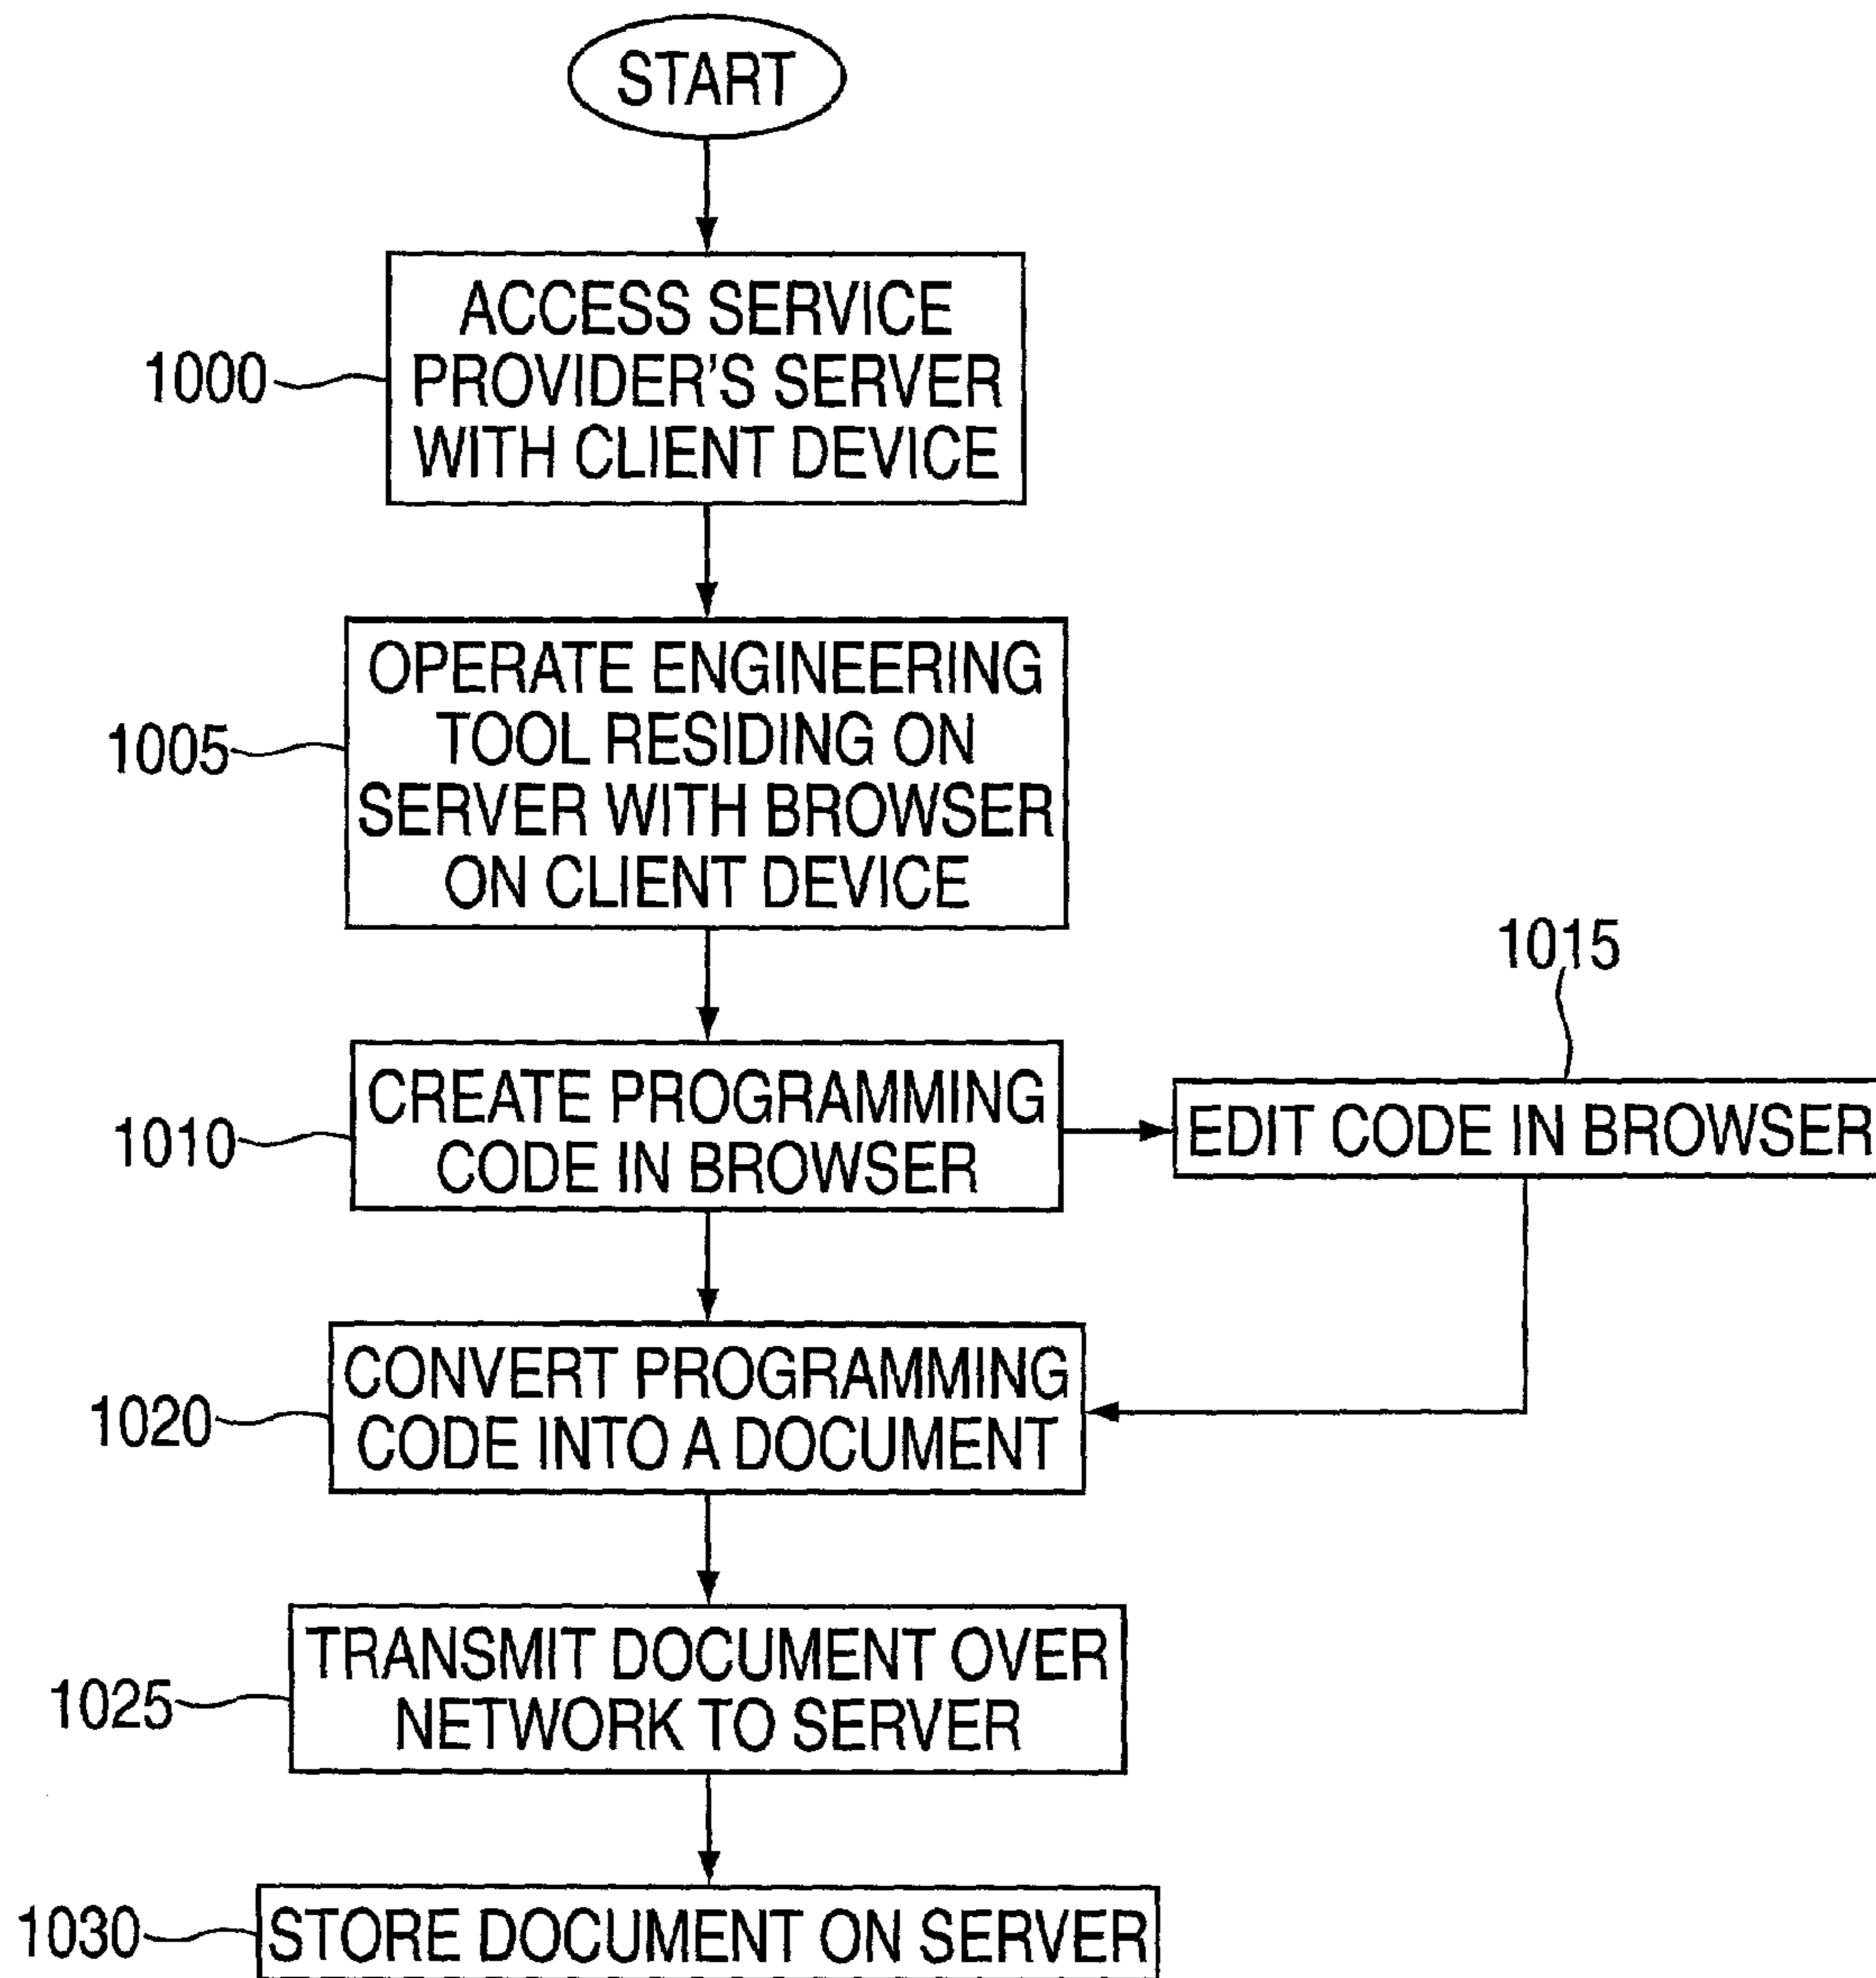 START
1000
ACCESS SERVICE
PROVIDER'S SERVER
WITH CLIENT DEVICE
1005
OPERATE ENGINEERING
TOOL RESIDING ON
SERVER WITH BROWSER
ON CLIENT DEVICE
1010
CREATE PROGRAMMING
CODE IN BROWSER
1015
EDIT CODE IN BROWSER
1020
CONVERT PROGRAMMING
CODE INTO A DOCUMENT
1025
TRANSMIT DOCUMENT OVER
NETWORK TO SERVER
1030
STORE DOCUMENT ON SERVER